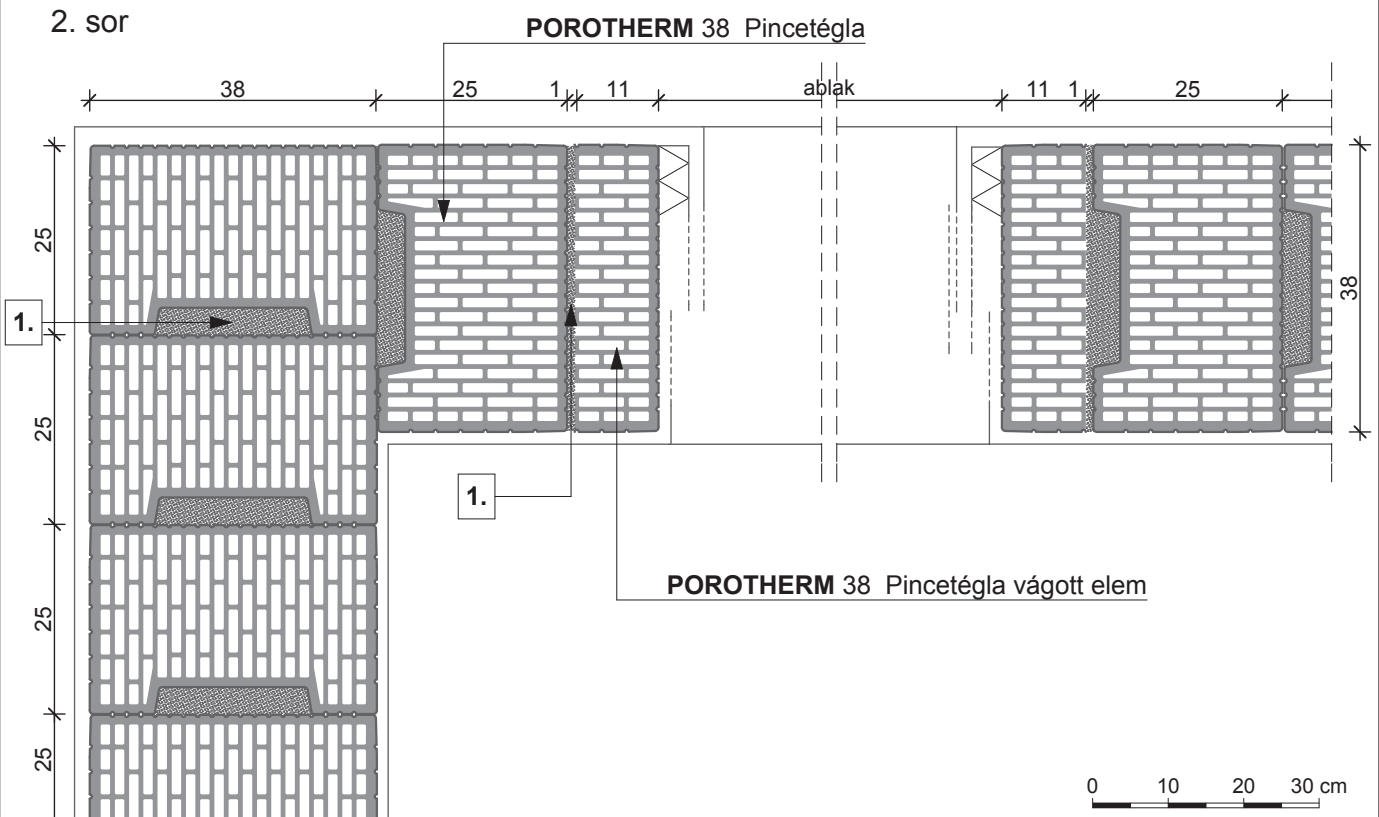 2. sor
POROTHERM 38 Pincetégla
38 25 1 11 ablak 11 1 25
25
38
1.
25
1.
POROTHERM 38 Pincetégla vágott elem
25
25
0 10 20 30 cm